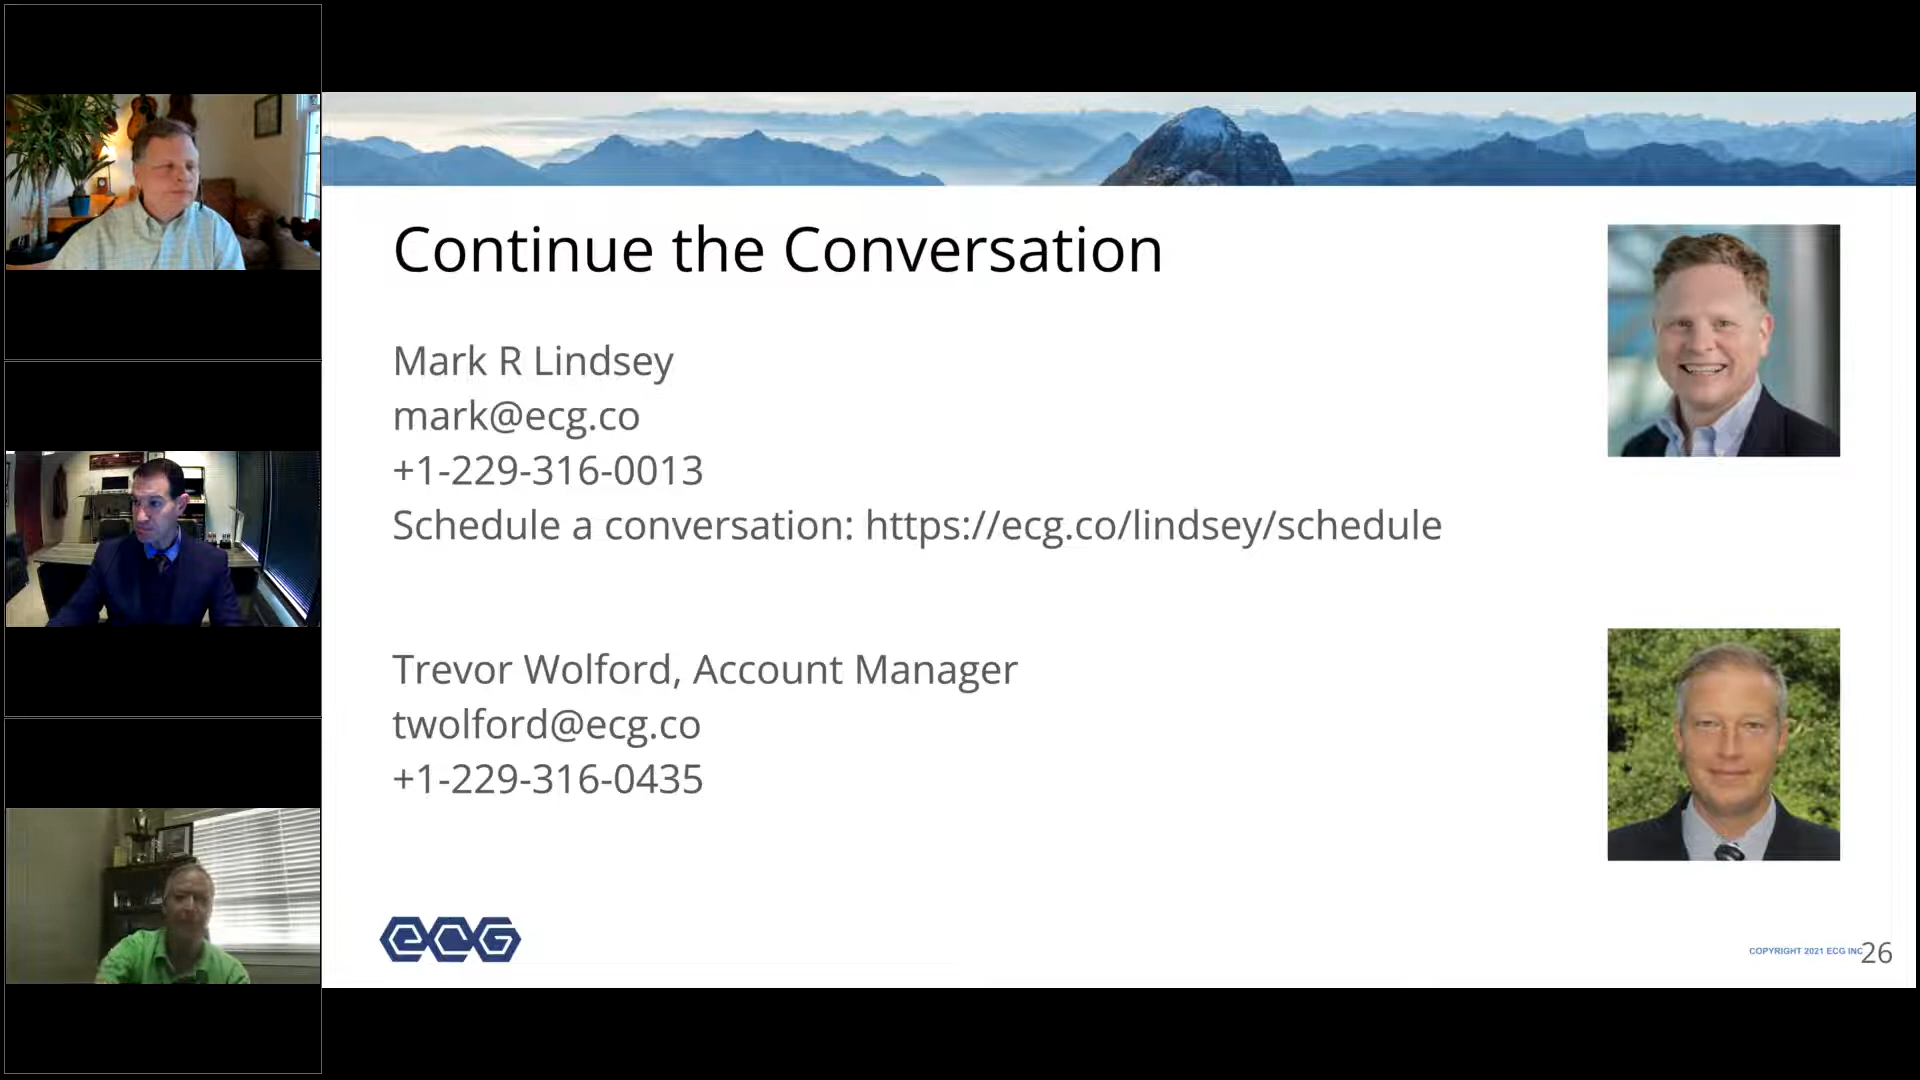 Continue the Conversation
Mark R Lindsey
mark@ecg.co
+1-229-316-0013
Schedule a conversation: https://ecg.co/lindsey/schedule
Trevor Wolford, Account Manager
twolford@ecg.co
+1-229-316-0435
ecg
COPYRIGHT 2021 ECG INC
26